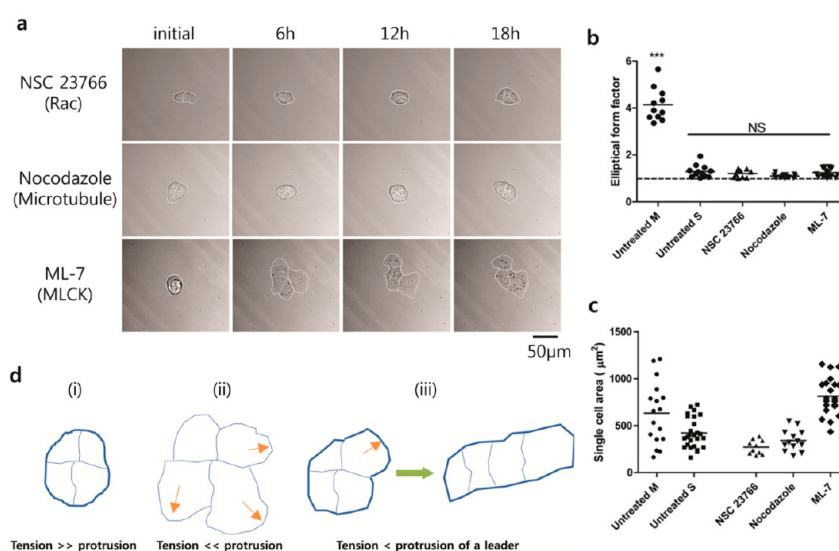 a
initial 6h 12h 18h
NSC 23766
(Rac)
Nocodazole
(Microtubule)
ML-7
(MLCK)
50μm
b
Elliptical form factor
6
4
2
0
***
NS
Untreated M
Untreated S
NSC 23766
Nocodazole
ML-7
c
Single cell area ( μm²)
1500
1000
500
0
Untreated M
Untreated S
NSC 23766
Nocodazole
ML-7
d
(i) (ii) (iii)
Tension >> protrusion Tension << protrusion Tension < protrusion of a leader